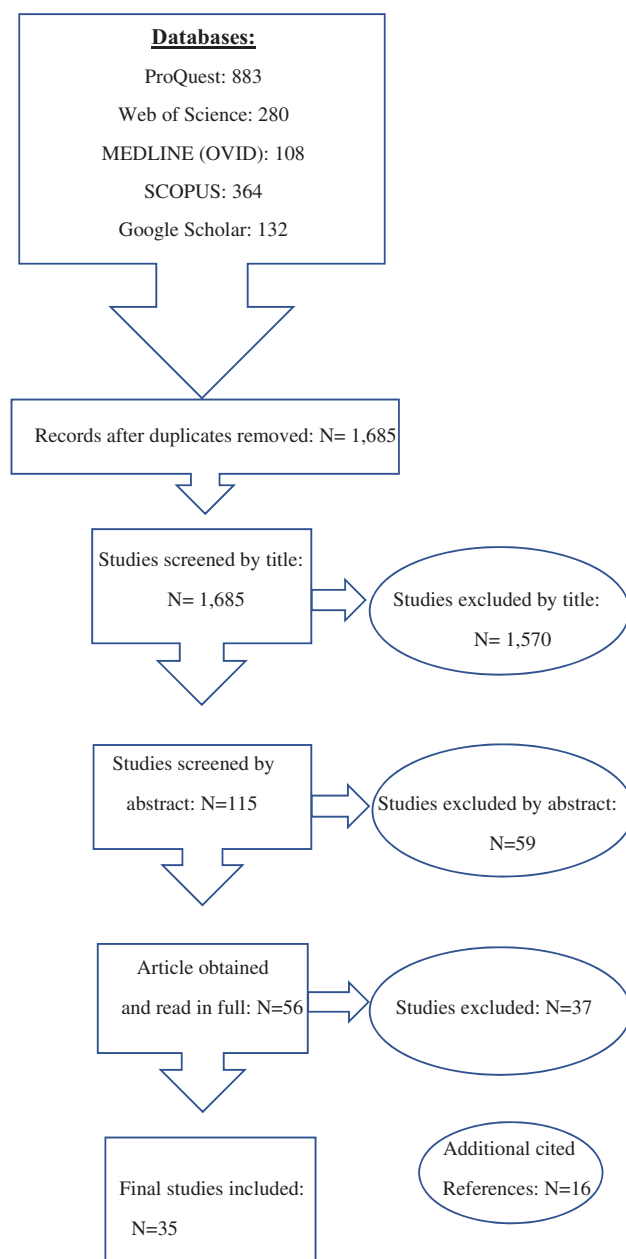 Databases:
ProQuest: 883
Web of Science: 280
MEDLINE (OVID): 108
SCOPUS: 364
Google Scholar: 132
Records after duplicates removed: N= 1,685
Studies screened by title:
N= 1,685
Studies excluded by title:
N= 1,570
Studies screened by
abstract: N=115
Studies excluded by abstract:
N=59
Article obtained
and read in full: N=56
Studies excluded: N=37
Final studies included:
N=35
Additional cited
References: N=16